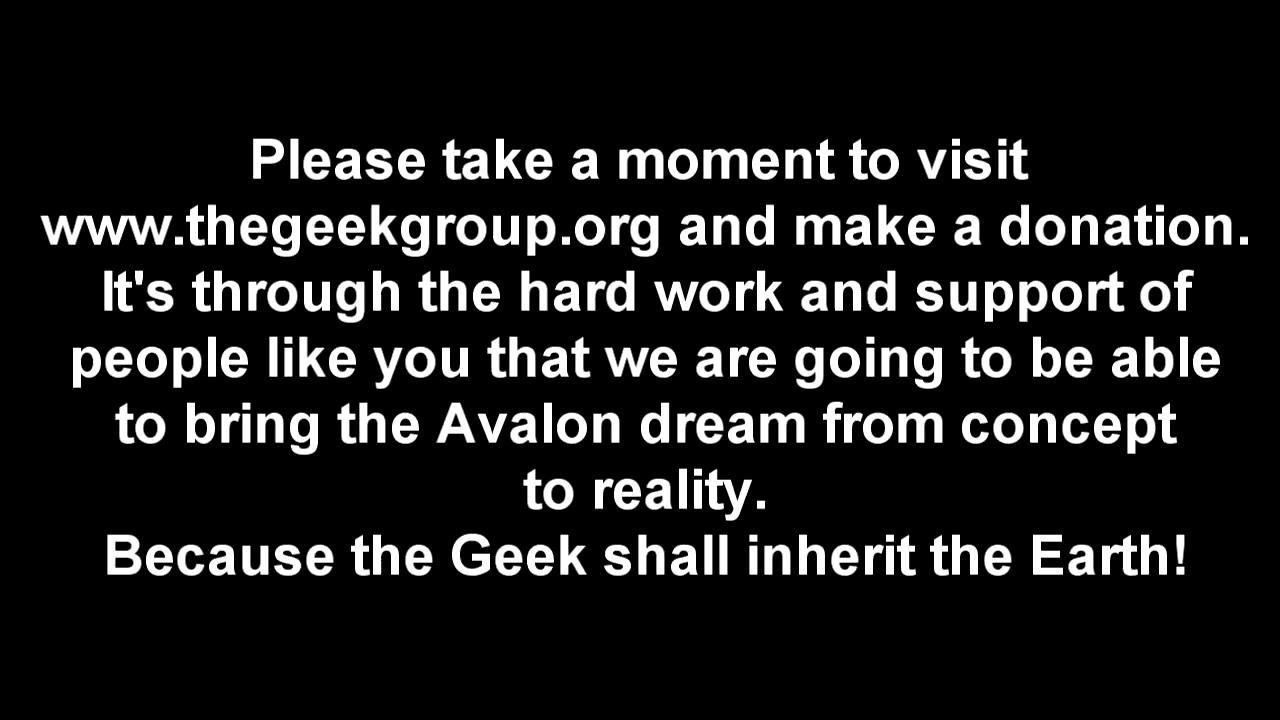 Please take a moment to visit
www.thegeekgroup.org and make a donation.
It's through the hard work and support of
people like you that we are going to be able
to bring the Avalon dream from concept
to reality.
Because the Geek shall inherit the Earth!